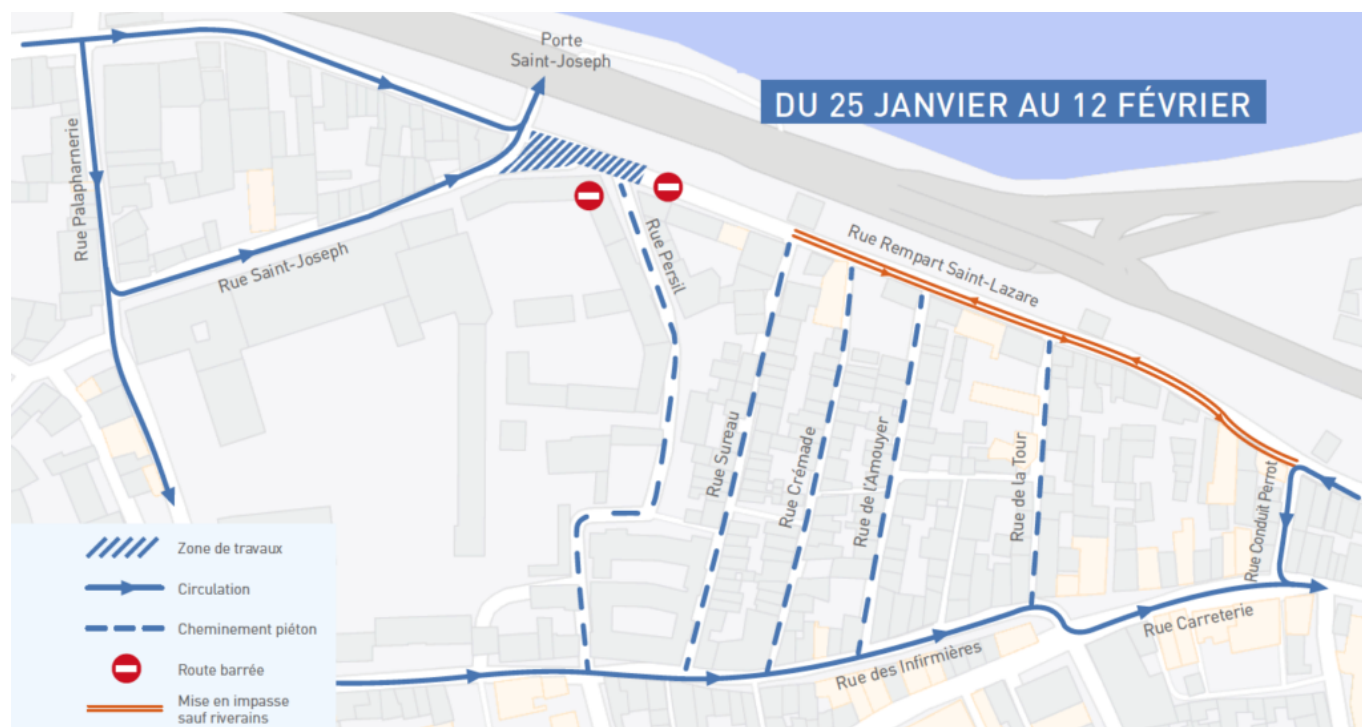 Porte
Saint-Joseph
DU 25 JANVIER AU 12 FÉVRIER
Rue Palapharnerie
Rue Saint-Joseph
Rue Persil
Rue Rempart Saint-Lazare
Rue Sureau
Rue Crémade
Rue de l'Amouyer
Rue de la Tour
Rue Conduit Perrot
Rue des Infirmières
Rue Carreterie
Zone de travaux
Circulation
Cheminement piéton
Route barrée
Mise en impasse
sauf riverains